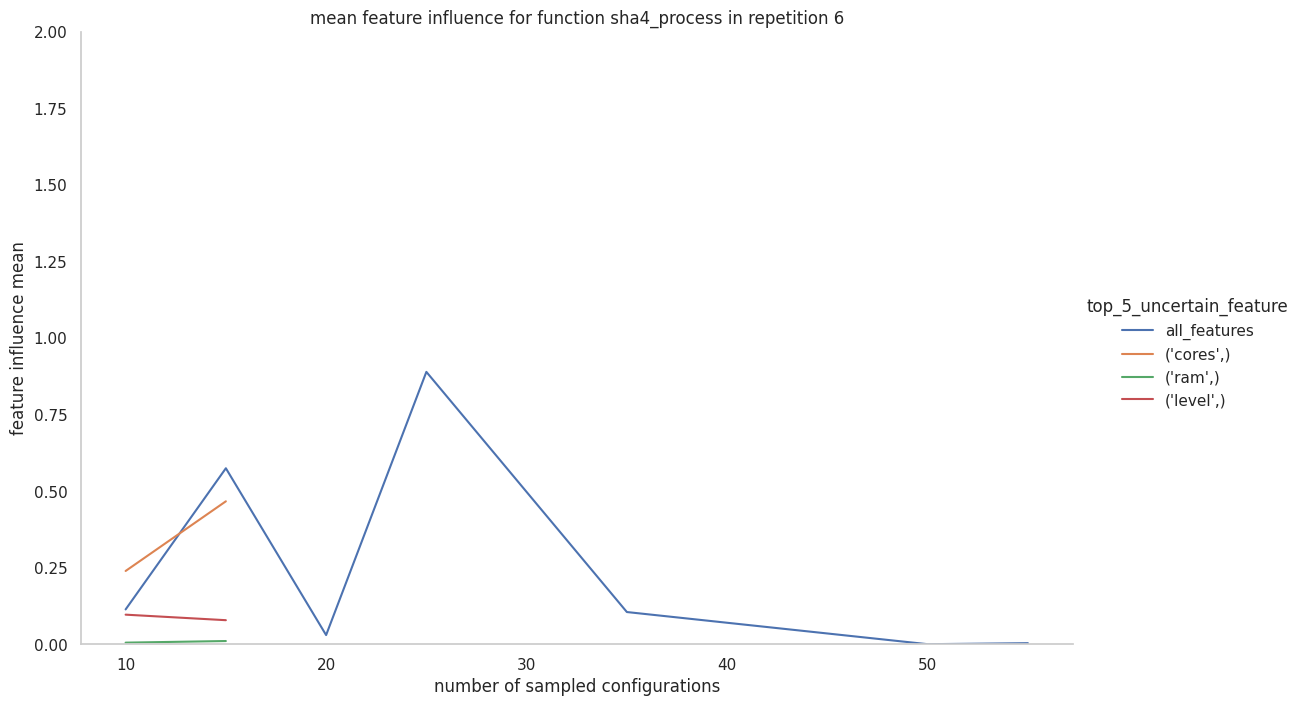 mean feature influence for function sha4_process in repetition 6
2.00
1.75
1.50
1.25
1.00
0.75
0.50
0.25
0.00
feature influence mean
10
20
30
40
50
number of sampled configurations
top_5_uncertain_feature
all_features
('cores',)
('ram',)
('level',)